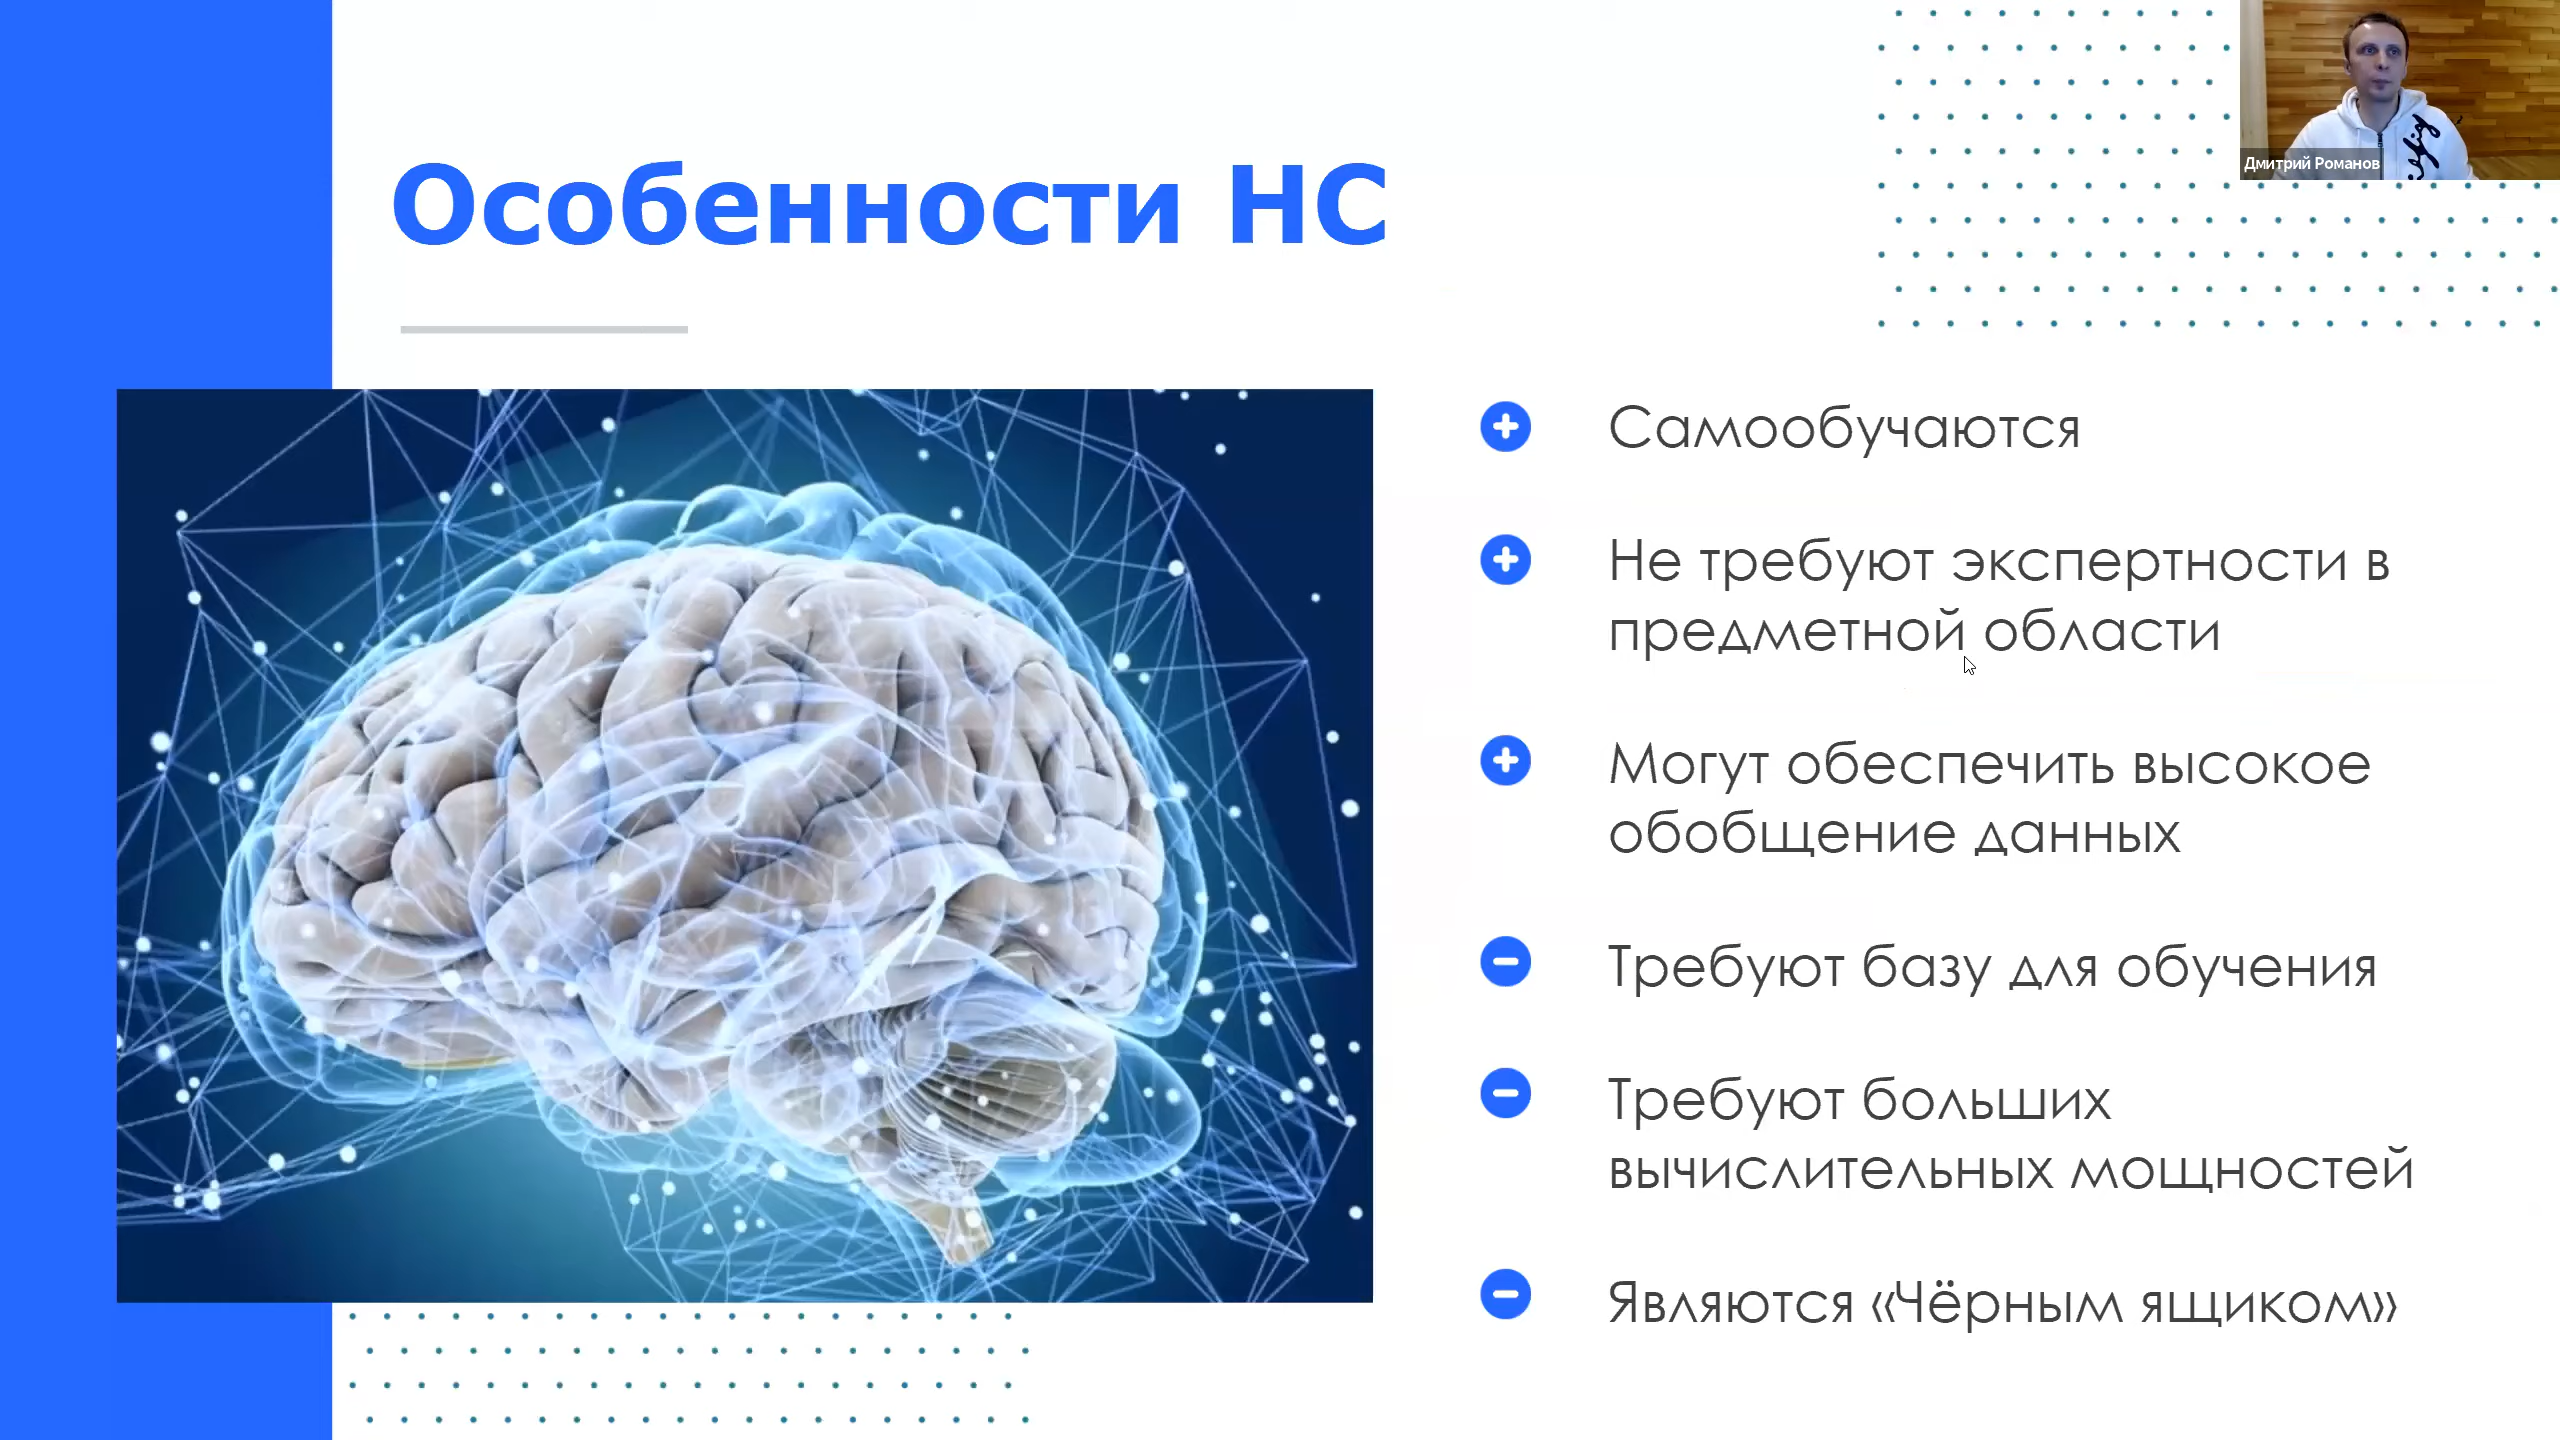 Дмитрий Романов
Особенности НС
Самообучаются
Не требуют экспертности в
предметной области
Могут обеспечить высокое
обобщение данных
Требуют базу для обучения
Требуют больших
вычислительных мощностей
Являются «Чёрным ящиком»